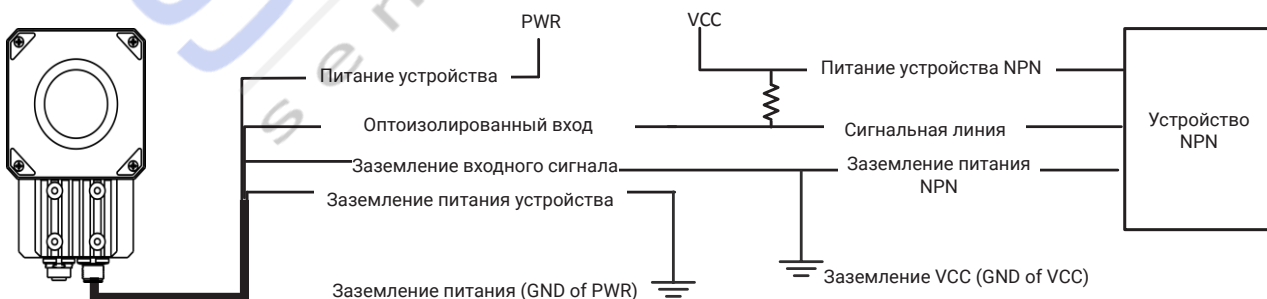 PWR
VCC
Питание устройства
Питание устройства NPN
Оптоизолированный вход
Сигнальная линия
Устройство
NPN
Заземление входного сигнала
Заземление питания
NPN
Заземление питания устройства
Заземление питания (GND of PWR)
Заземление VCC (GND of VCC)